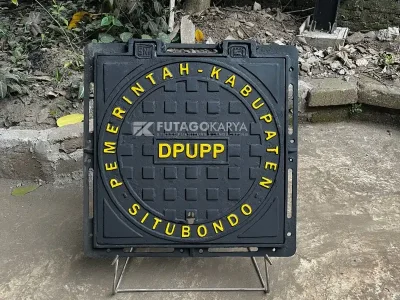 PEMERINTAH - KABUPATEN
FUTAGOKARYA
DPUPP
- SITUBONDO -